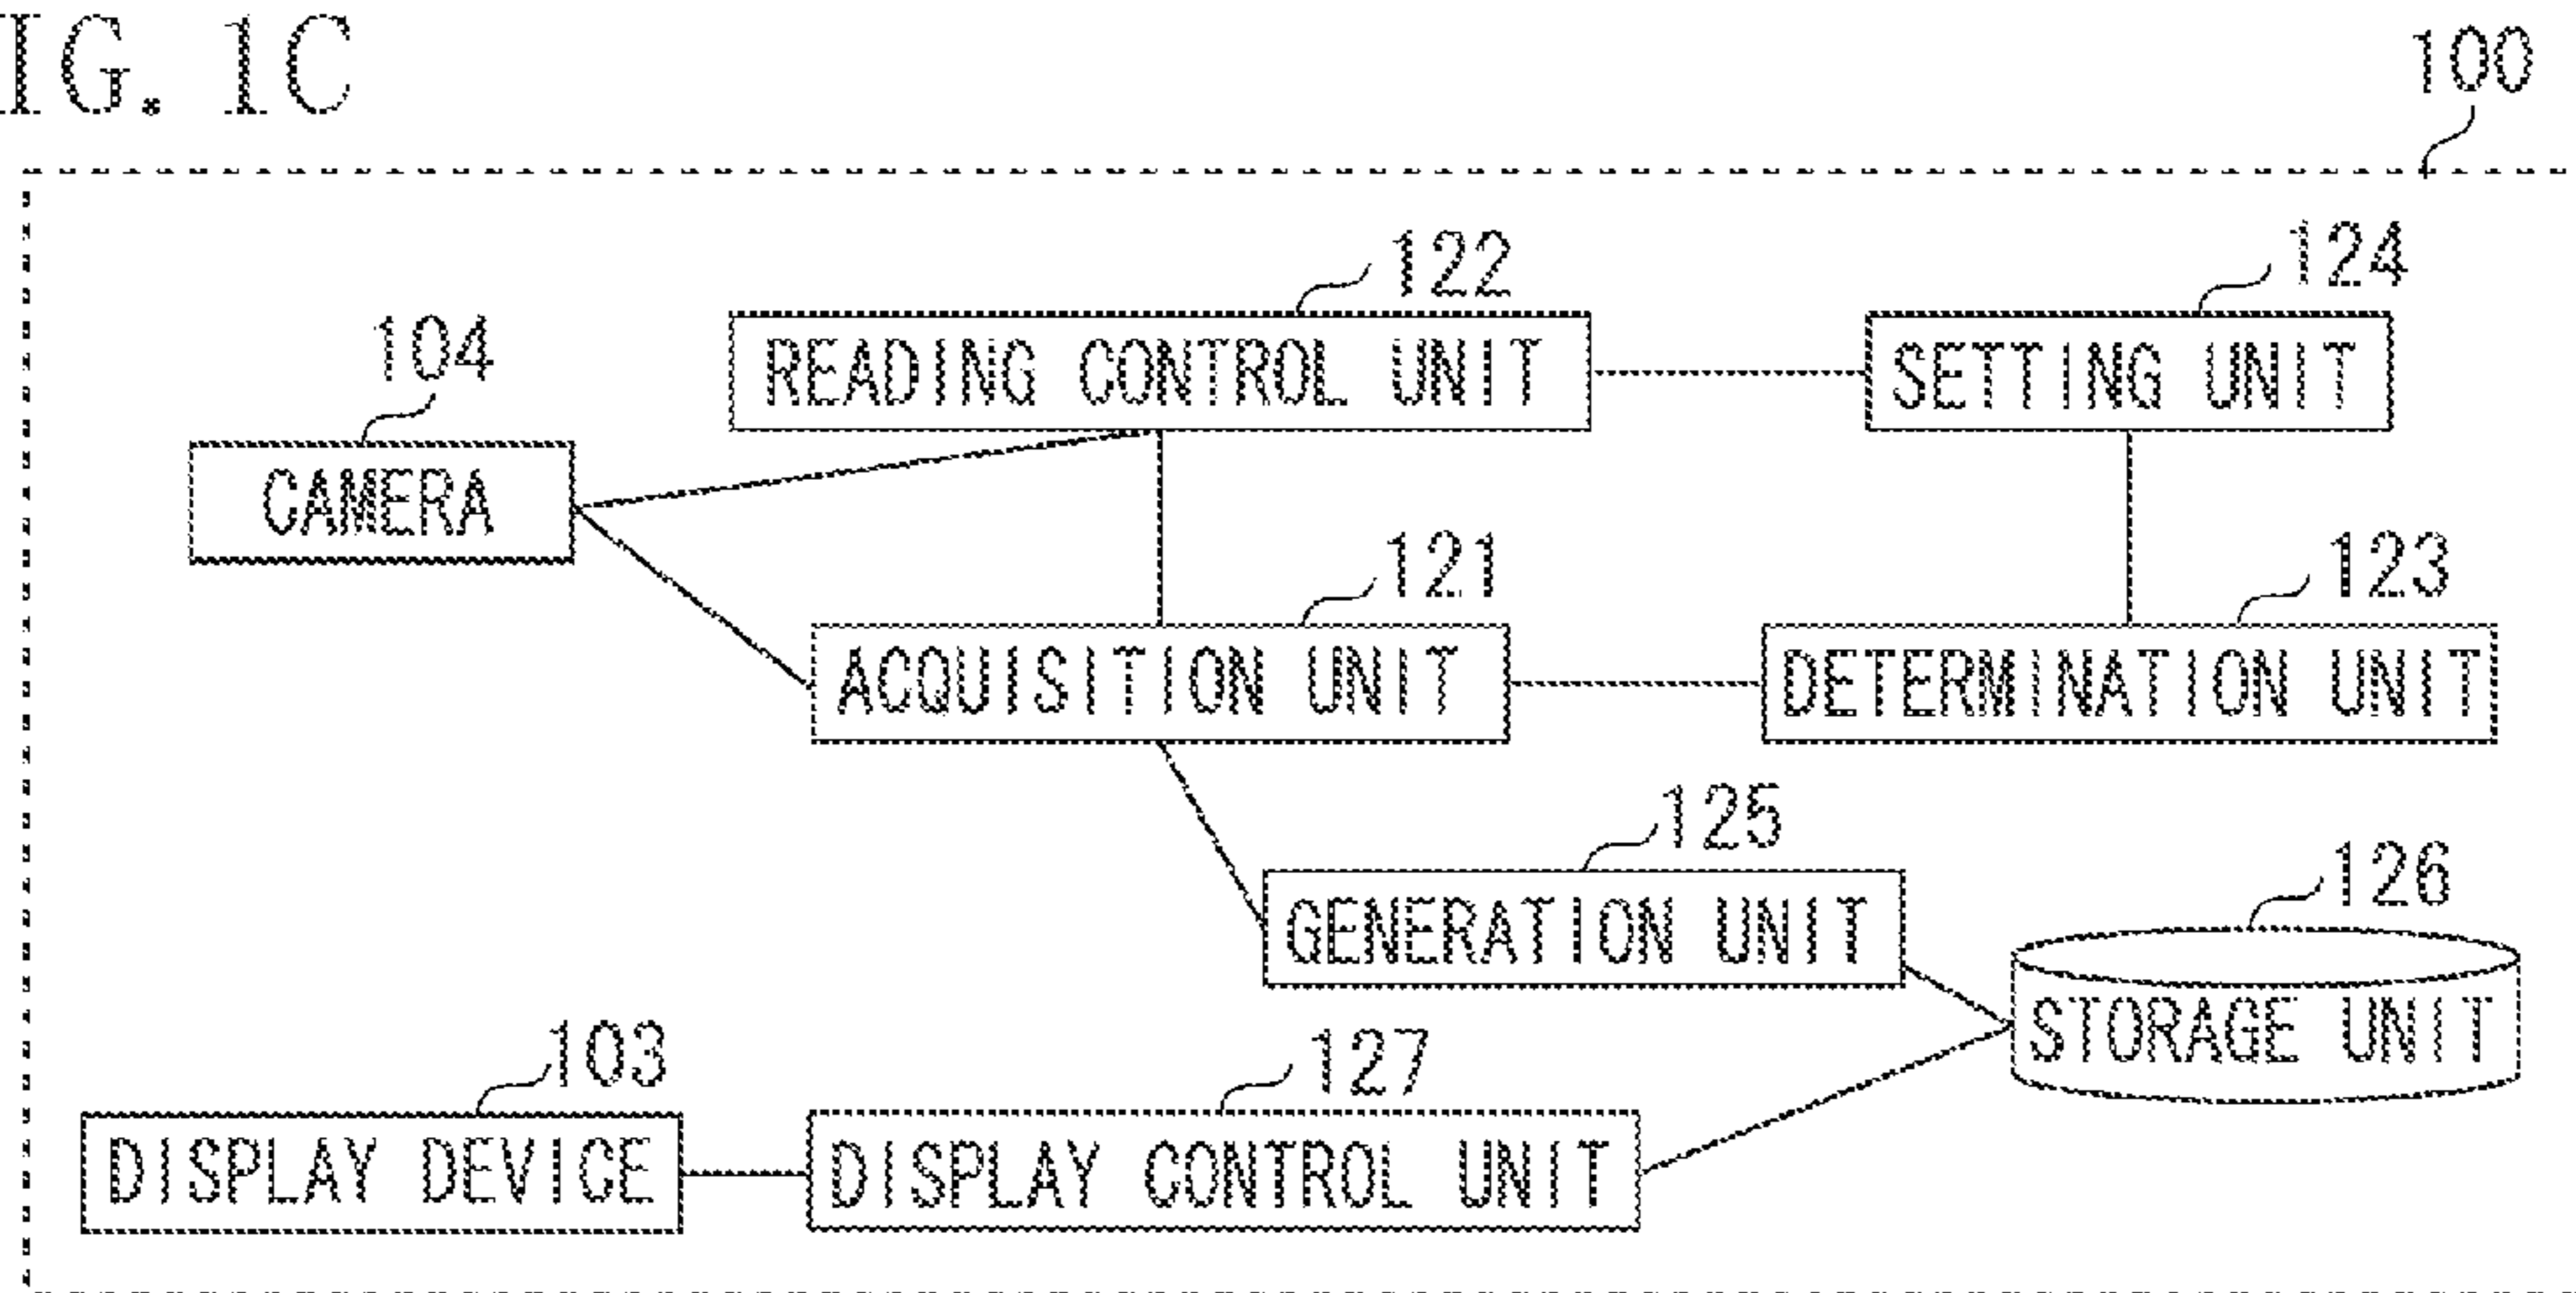 IG. 1C
100
122
124
104
READING CONTROL UNIT
SETTING UNIT
CAMERA
121
123
ACQUISITION UNIT
DETERMINATION UNIT
125
126
GENERATION UNIT
STORAGE UNIT
103
127
DISPLAY DEVICE
DISPLAY CONTROL UNIT